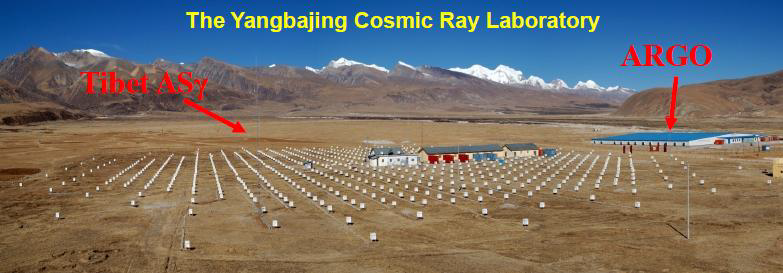 The Yangbajing Cosmic Ray Laboratory
ARGO
Tibet ASγ